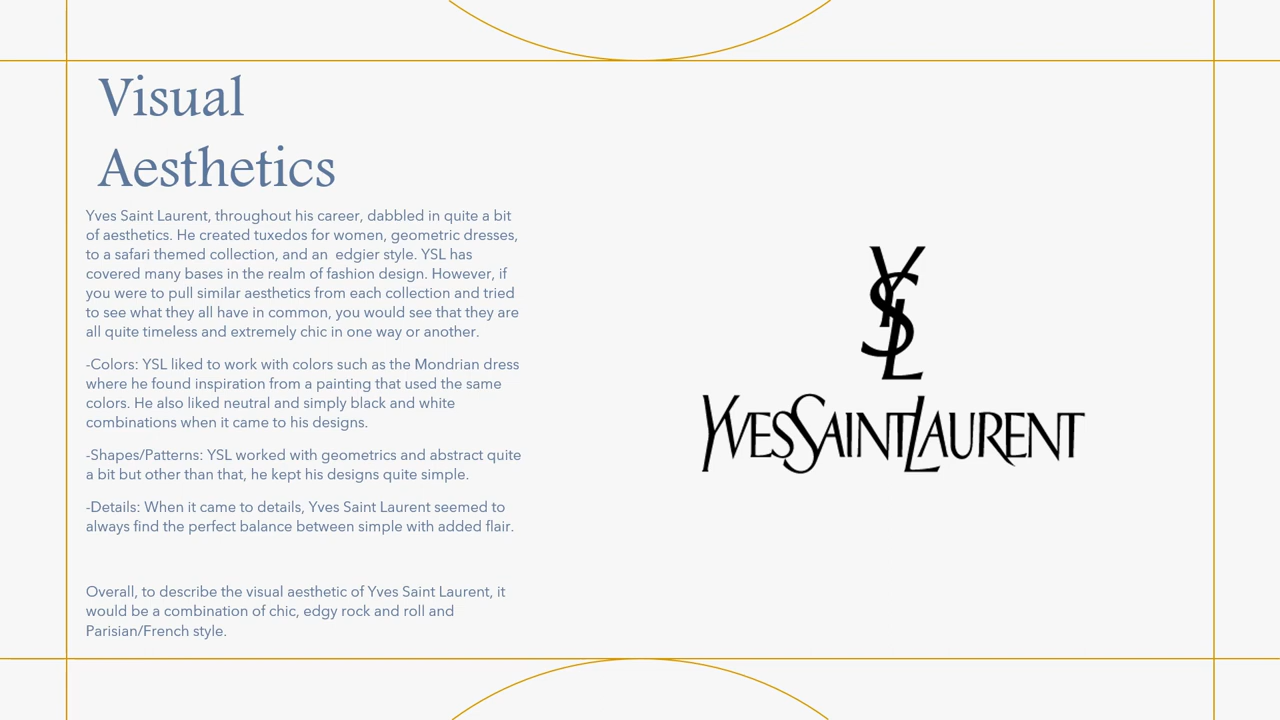 Visual
Aesthetics
Yves Saint Laurent, throughout his career, dabbled in quite a bit
of aesthetics. He created tuxedos for women, geometric dresses,
to a safari themed collection, and an  edgier style. YSL has
covered many bases in the realm of fashion design. However, if
you were to pull similar aesthetics from each collection and tried
to see what they all have in common, you would see that they are
all quite timeless and extremely chic in one way or another.
-Colors: YSL liked to work with colors such as the Mondrian dress
where he found inspiration from a painting that used the same
colors. He also liked neutral and simply black and white
combinations when it came to his designs.
-Shapes/Patterns: YSL worked with geometrics and abstract quite
a bit but other than that, he kept his designs quite simple.
-Details: When it came to details, Yves Saint Laurent seemed to
always find the perfect balance between simple with added flair.
Overall, to describe the visual aesthetic of Yves Saint Laurent, it
would be a combination of chic, edgy rock and roll and
Parisian/French style.
YSL
YVESSAINTLAURENT